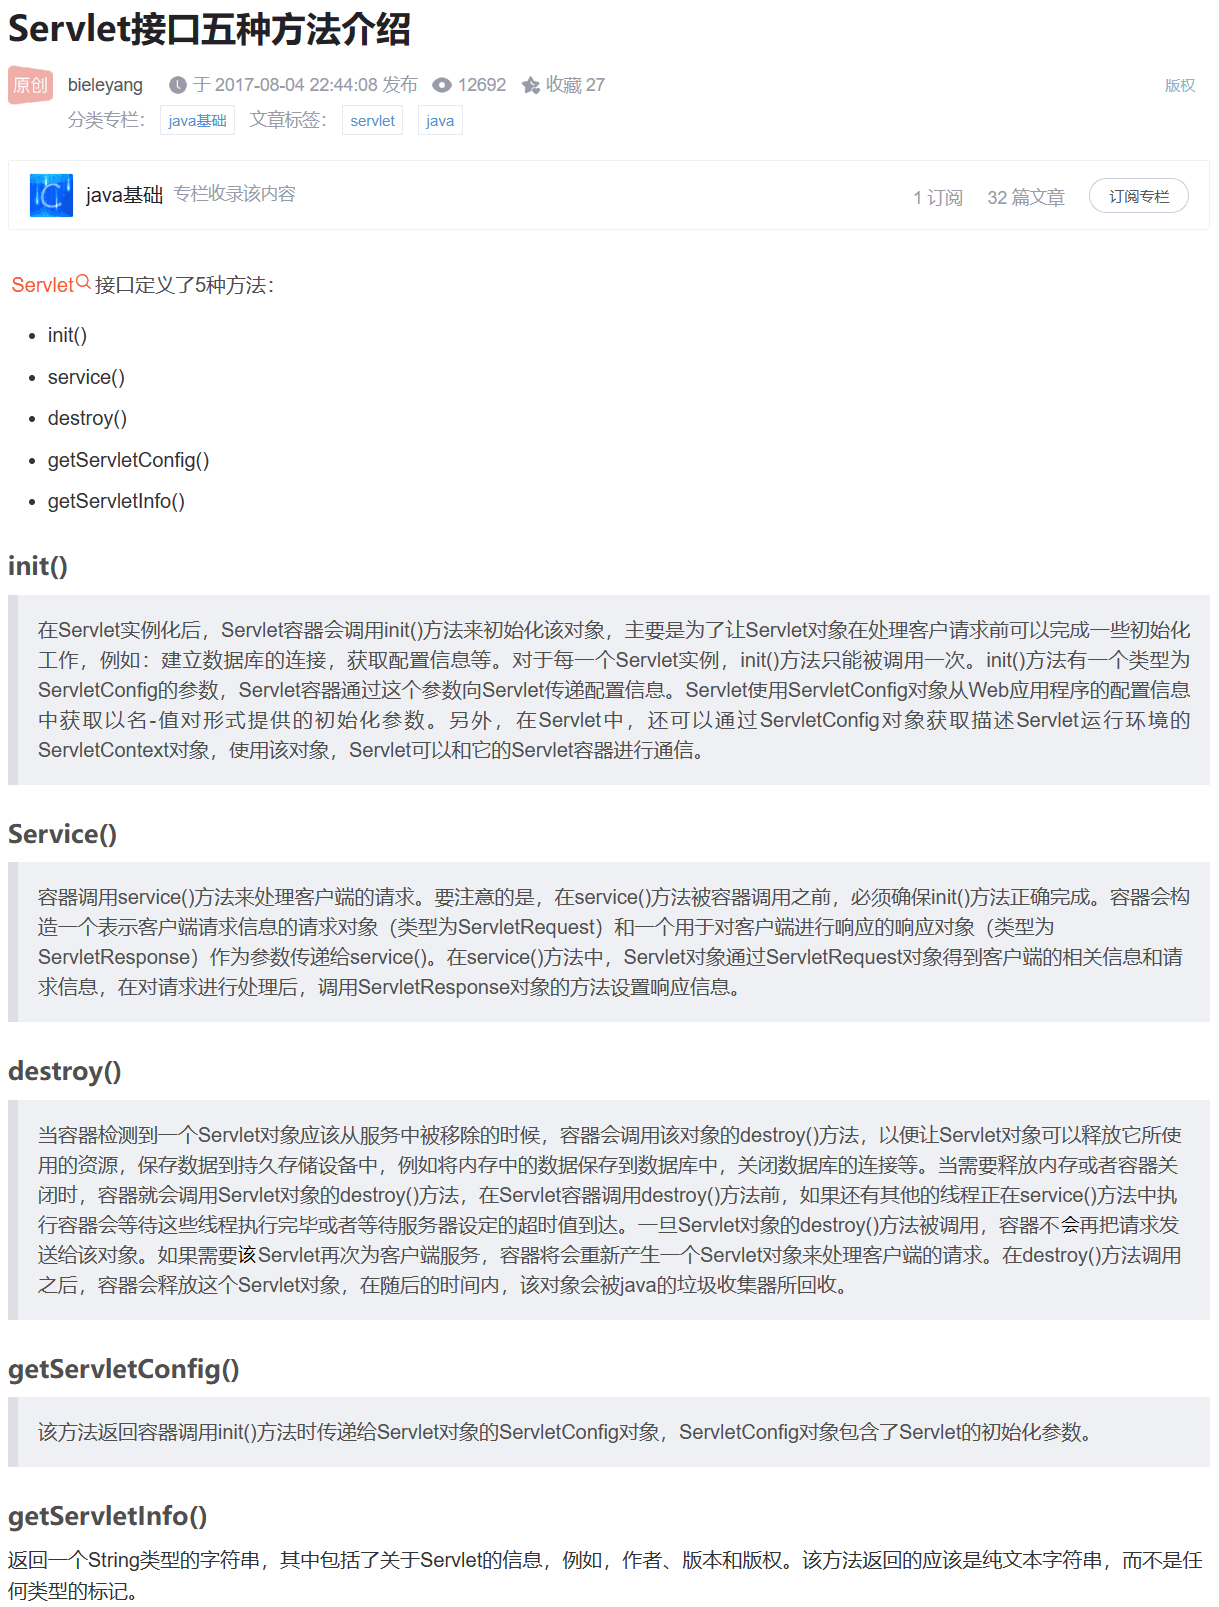 Servlet接口五种方法介绍
原创 bieleyang 于 2017-08-04 22:44:08 发布 12692 收藏 27 版权
分类专栏： java基础 文章标签： servlet java
java基础 专栏收录该内容 1 订阅 32 篇文章 订阅专栏
Servlet接口定义了5种方法：
• init()
• service()
• destroy()
• getServletConfig()
• getServletInfo()
init()
在Servlet实例化后，Servlet容器会调用init()方法来初始化该对象，主要是为了让Servlet对象在处理客户请求前可以完成一些初始化
工作，例如：建立数据库的连接，获取配置信息等。对于每一个Servlet实例，init()方法只能被调用一次。init()方法有一个类型为
ServletConfig的参数，Servlet容器通过这个参数向Servlet传递配置信息。Servlet使用ServletConfig对象从Web应用程序的配置信息
中获取以名-值对形式提供的初始化参数。另外，在Servlet中，还可以通过ServletConfig对象获取描述Servlet运行环境的
ServletContext对象，使用该对象，Servlet可以和它的Servlet容器进行通信。
Service()
容器调用service()方法来处理客户端的请求。要注意的是，在service()方法被容器调用之前，必须确保init()方法正确完成。容器会构
造一个表示客户端请求信息的请求对象（类型为ServletRequest）和一个用于对客户端进行响应的响应对象（类型为
ServletResponse）作为参数传递给service()。在service()方法中，Servlet对象通过ServletRequest对象得到客户端的相关信息和请
求信息，在对请求进行处理后，调用ServletResponse对象的方法设置响应信息。
destroy()
当容器检测到一个Servlet对象应该从服务中被移除的时候，容器会调用该对象的destroy()方法，以便让Servlet对象可以释放它所使
用的资源，保存数据到持久存储设备中，例如将内存中的数据保存到数据库中，关闭数据库的连接等。当需要释放内存或者容器关
闭时，容器就会调用Servlet对象的destroy()方法，在Servlet容器调用destroy()方法前，如果还有其他的线程正在service()方法中执
行容器会等待这些线程执行完毕或者等待服务器设定的超时值到达。一旦Servlet对象的destroy()方法被调用，容器不会再把请求发
送给该对象。如果需要该Servlet再次为客户端服务，容器将会重新产生一个Servlet对象来处理客户端的请求。在destroy()方法调用
之后，容器会释放这个Servlet对象，在随后的时间内，该对象会被java的垃圾收集器所回收。
getServletConfig()
该方法返回容器调用init()方法时传递给Servlet对象的ServletConfig对象，ServletConfig对象包含了Servlet的初始化参数。
getServletInfo()
返回一个String类型的字符串，其中包括了关于Servlet的信息，例如，作者、版本和版权。该方法返回的应该是纯文本字符串，而不是任
何类型的标记。